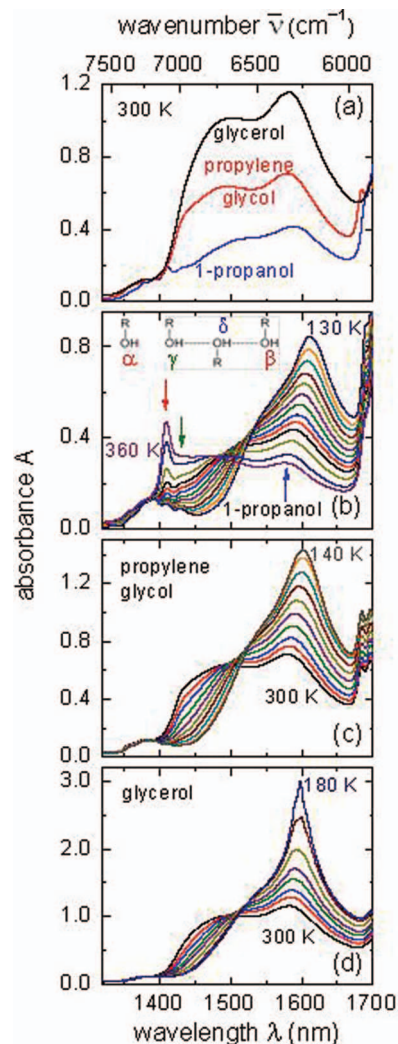 wavenumber ν̄ (cm⁻¹)
7500 7000 6500 6000
1.2
300 K
(a)
glycerol
0.8
propylene
glycol
0.4
1-propanol
0.0
R R δ R
OH OH OH OH
α γ R β
130 K
0.8
360 K
0.4
1-propanol
(b)
0.0
absorbance A
propylene
glycol
140 K
1.2
0.8
0.4
300 K
(c)
0.0
3.0
glycerol
180 K
2.0
1.0
300 K
(d)
0.0
1400 1500 1600 1700
wavelength λ (nm)